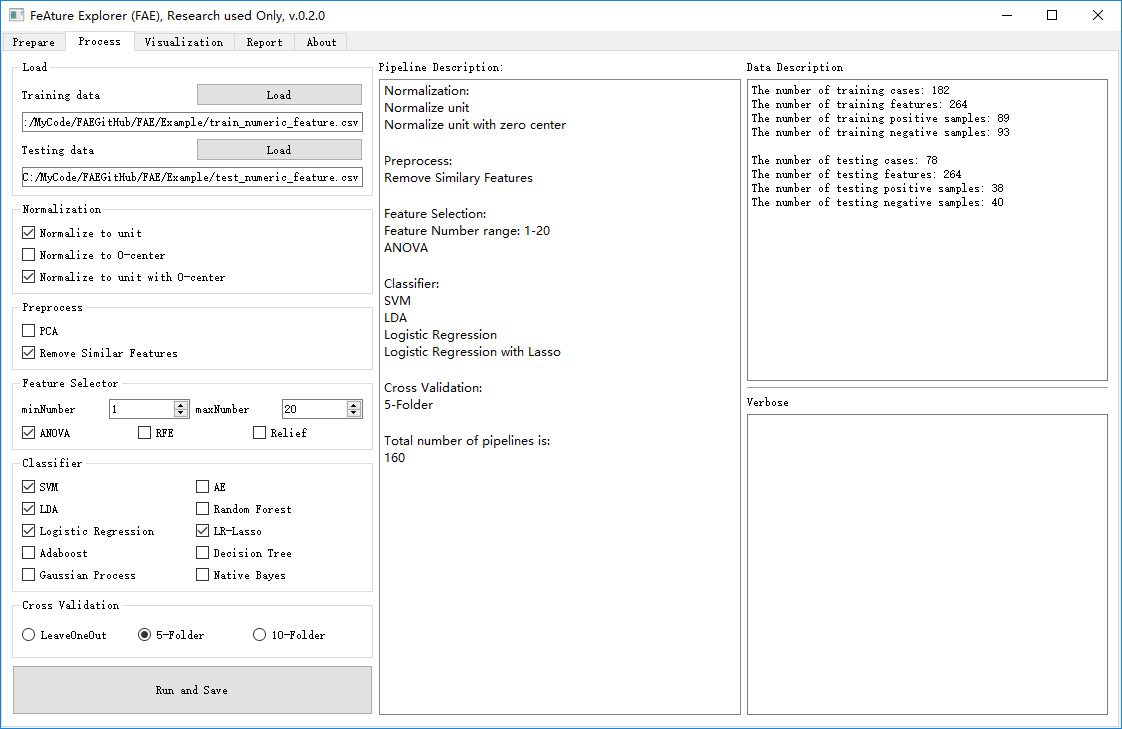 FeAture Explorer (FAE), Research used Only, v.0.2.0
Prepare Process Visualization Report About
Load
Training data Load
:/MyCode/FAEGitHub/FAE/Example/train_numeric_feature.csv
Testing data Load
C:/MyCode/FAEGitHub/FAE/Example/test_numeric_feature.csv
Normalization
Normalize to unit
Normalize to 0-center
Normalize to unit with 0-center
Preprocess
PCA
Remove Similar Features
Feature Selector
minNumber 1 maxNumber 20
ANOVA RFE Relief
Classifier
SVM AE
LDA Random Forest
Logistic Regression LR-Lasso
Adaboost Decision Tree
Gaussian Process Native Bayes
Cross Validation
LeaveOneOut 5-Folder 10-Folder
Run and Save
Pipeline Description:
Normalization:
Normalize unit
Normalize unit with zero center
Preprocess:
Remove Similary Features
Feature Selection:
Feature Number range: 1-20
ANOVA
Classifier:
SVM
LDA
Logistic Regression
Logistic Regression with Lasso
Cross Validation:
5-Folder
Total number of pipelines is:
160
Data Description
The number of training cases: 182
The number of training features: 264
The number of training positive samples: 89
The number of training negative samples: 93
The number of testing cases: 78
The number of testing features: 264
The number of testing positive samples: 38
The number of testing negative samples: 40
Verbose